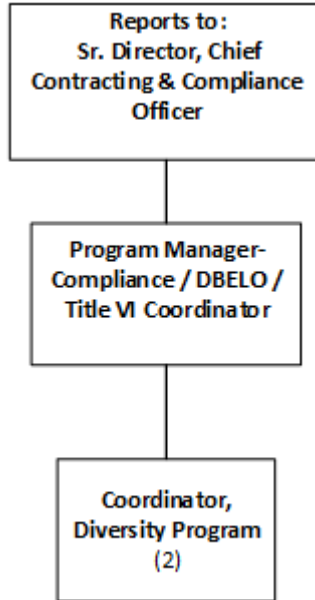 Reports to:
Sr. Director, Chief
Contracting & Compliance
Officer
Program Manager-
Compliance / DBELO /
Title VI Coordinator
Coordinator,
Diversity Program
(2)